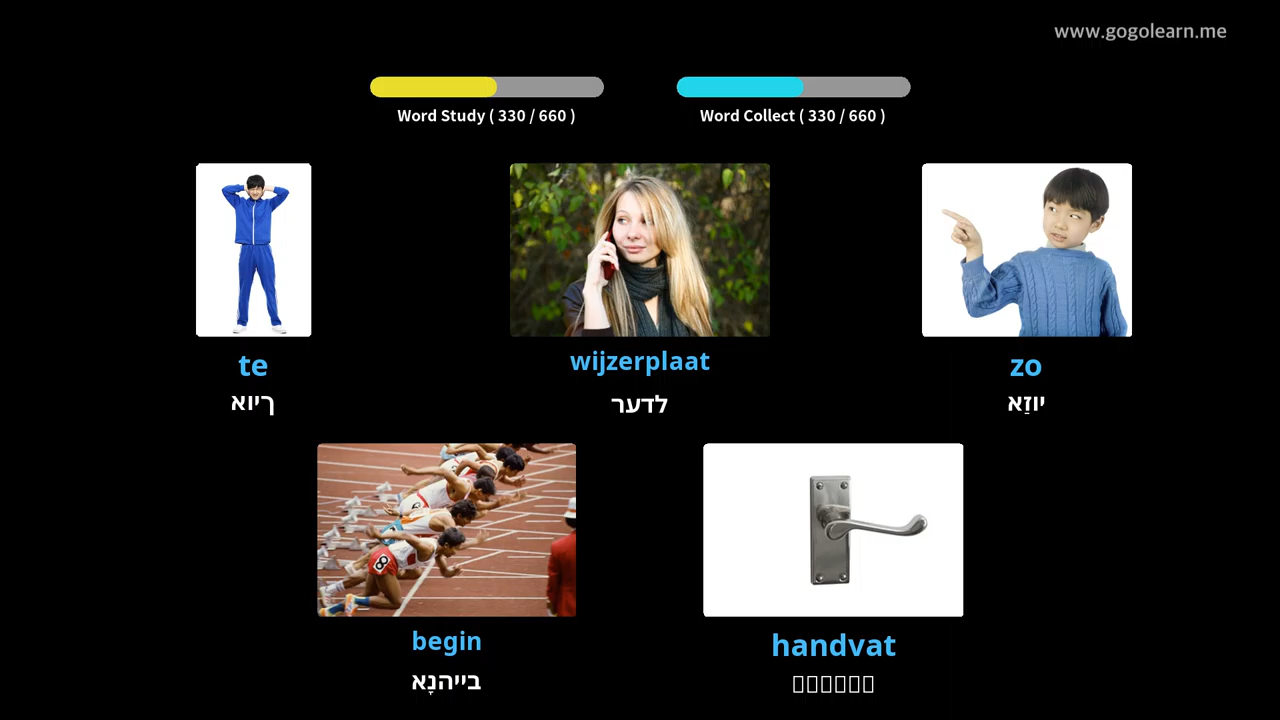 www.gogolearn.me
Word Study ( 330 / 660 )
Word Collect ( 330 / 660 )
te
ךיוא
wijzerplaat
לדער
zo
יוזַא
begin
בייהנָא
handvat